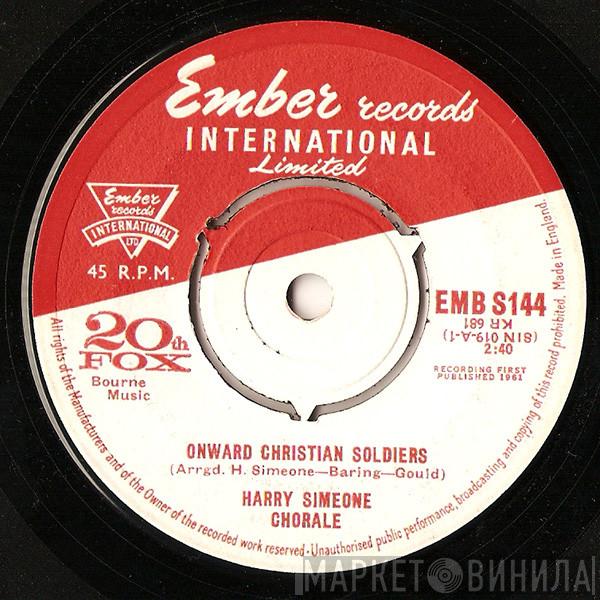 Ember records
INTERNATIONAL
Limited
Ember
records
INTERNATIONAL
LTD
45 R.P.M.
EMB S144
KR 681
(SIN 019-A-1)
2:40
RECORDING FIRST
PUBLISHED 1961
20th
FOX
Bourne
Music
ONWARD CHRISTIAN SOLDIERS
(Arrgd. H. Simeone—Baring—Gould)
HARRY SIMEONE
CHORALE
All rights of the Manufacturers and of the Owner of the recorded work reserved · Unauthorised public performance, broadcasting and copying of this record prohibited. Made in England.
МАРКЕТ ВИНИЛА